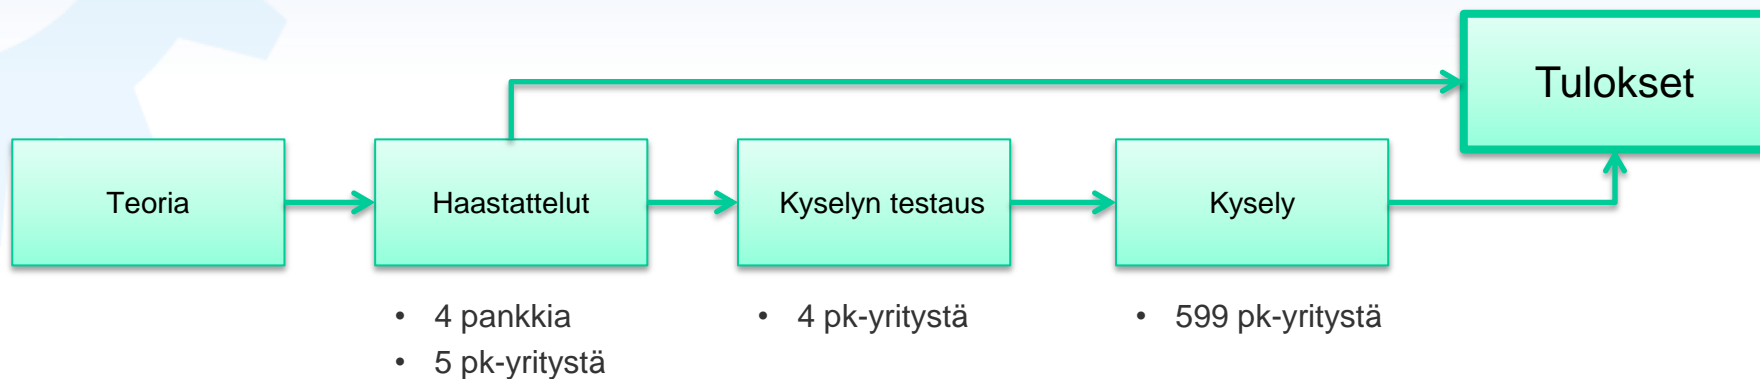 Tulokset
Teoria
Haastattelut
Kyselyn testaus
Kysely
• 4 pankkia
• 5 pk-yritystä
• 4 pk-yritystä
• 599 pk-yritystä